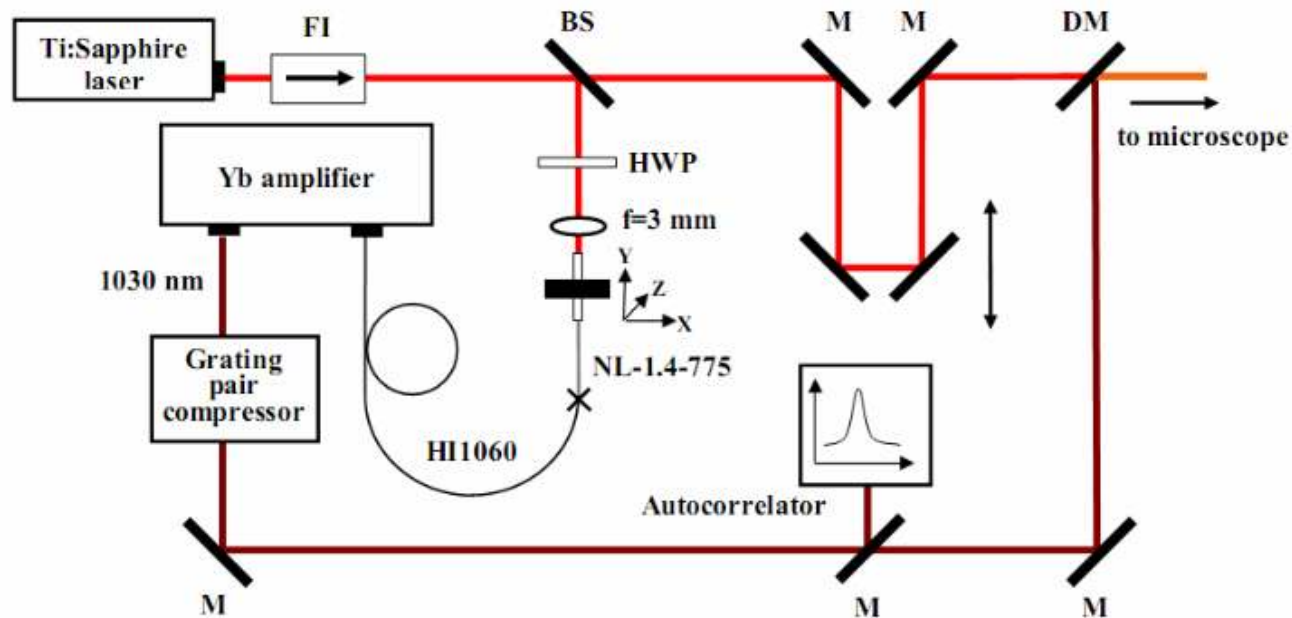 FI
BS
M
M
DM
Ti:Sapphire
laser
to microscope
HWP
Yb amplifier
f=3 mm
Y
Z
X
1030 nm
NL-1.4-775
Grating
pair
compressor
HI1060
Autocorrelator
M
M
M